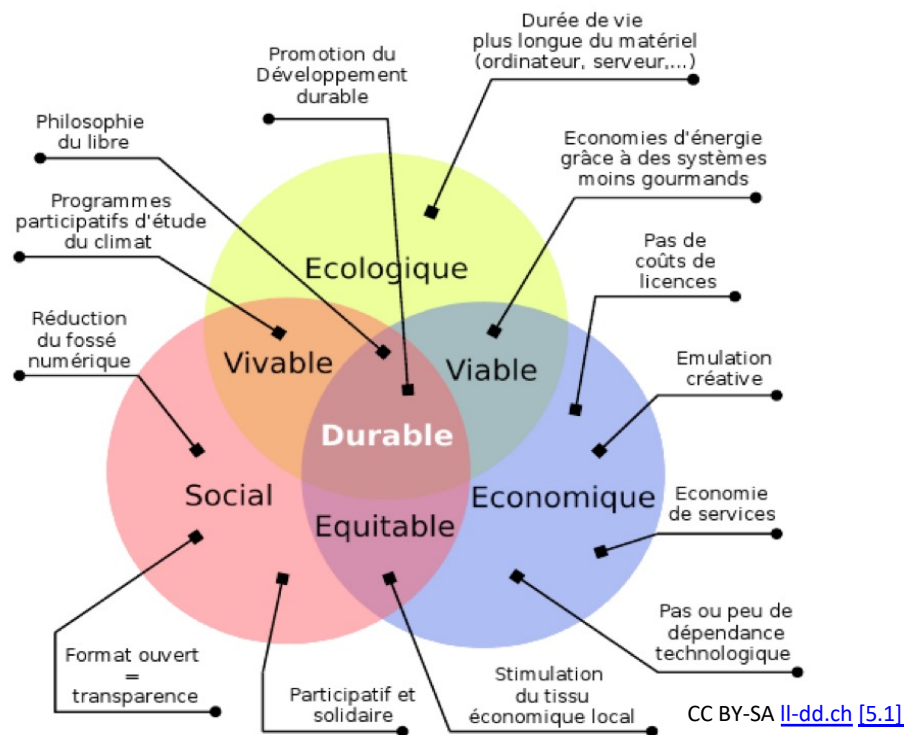 Durée de vie
plus longue du matériel
(ordinateur, serveur,...)
Promotion du
Développement
durable
Philosophie
du libre
Economies d'énergie
grâce à des systèmes
moins gourmands
Programmes
participatifs d'étude
du climat
Pas de
coûts de
licences
Ecologique
Réduction
du fossé
numérique
Vivable
Viable
Emulation
créative
Durable
Social
Economique
Economie
de services
Equitable
Pas ou peu de
dépendance
technologique
Format ouvert
=
transparence
Participatif et
solidaire
Stimulation
du tissu
économique local
CC BY-SA ll-dd.ch [5.1]